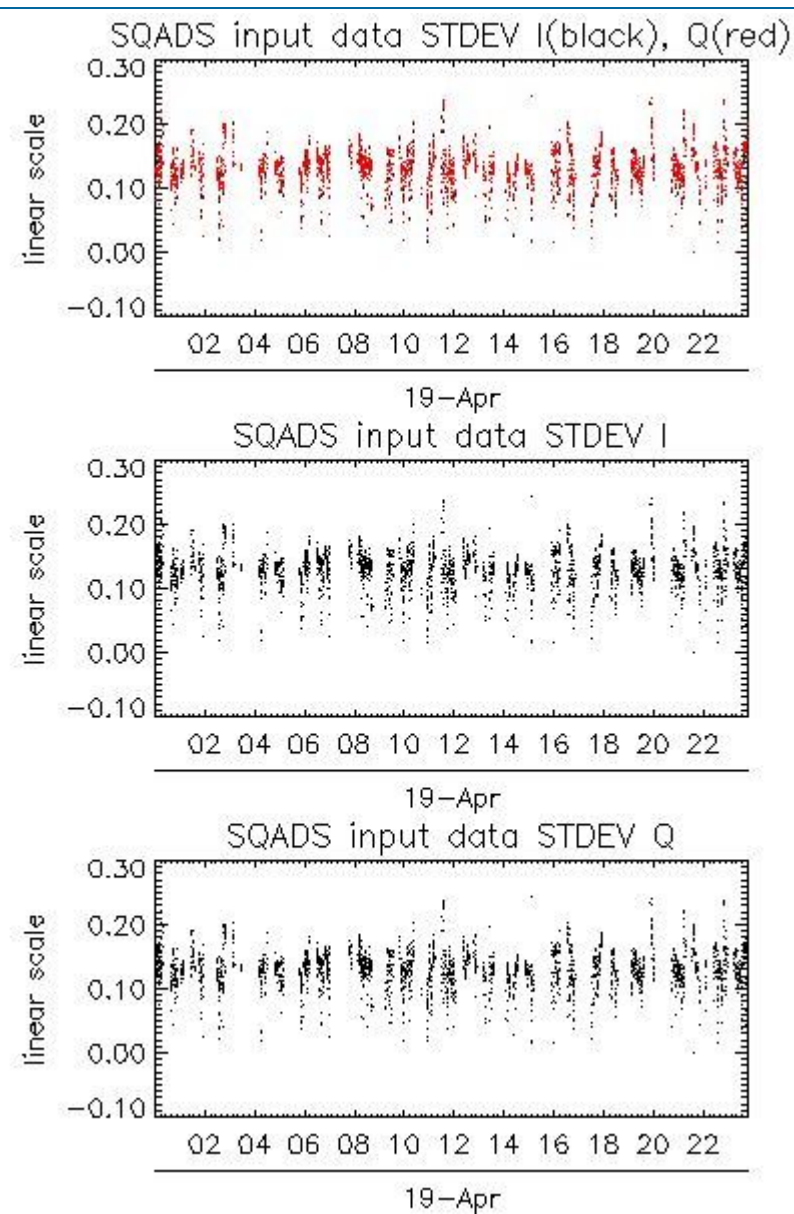 SQADS input data STDEV I(black), Q(red)
0.30
0.20
0.10
0.00
-0.10
linear scale
02 04 06 08 10 12 14 16 18 20 22
19-Apr
SQADS input data STDEV I
0.30
0.20
0.10
0.00
-0.10
linear scale
02 04 06 08 10 12 14 16 18 20 22
19-Apr
SQADS input data STDEV Q
0.30
0.20
0.10
0.00
-0.10
linear scale
02 04 06 08 10 12 14 16 18 20 22
19-Apr